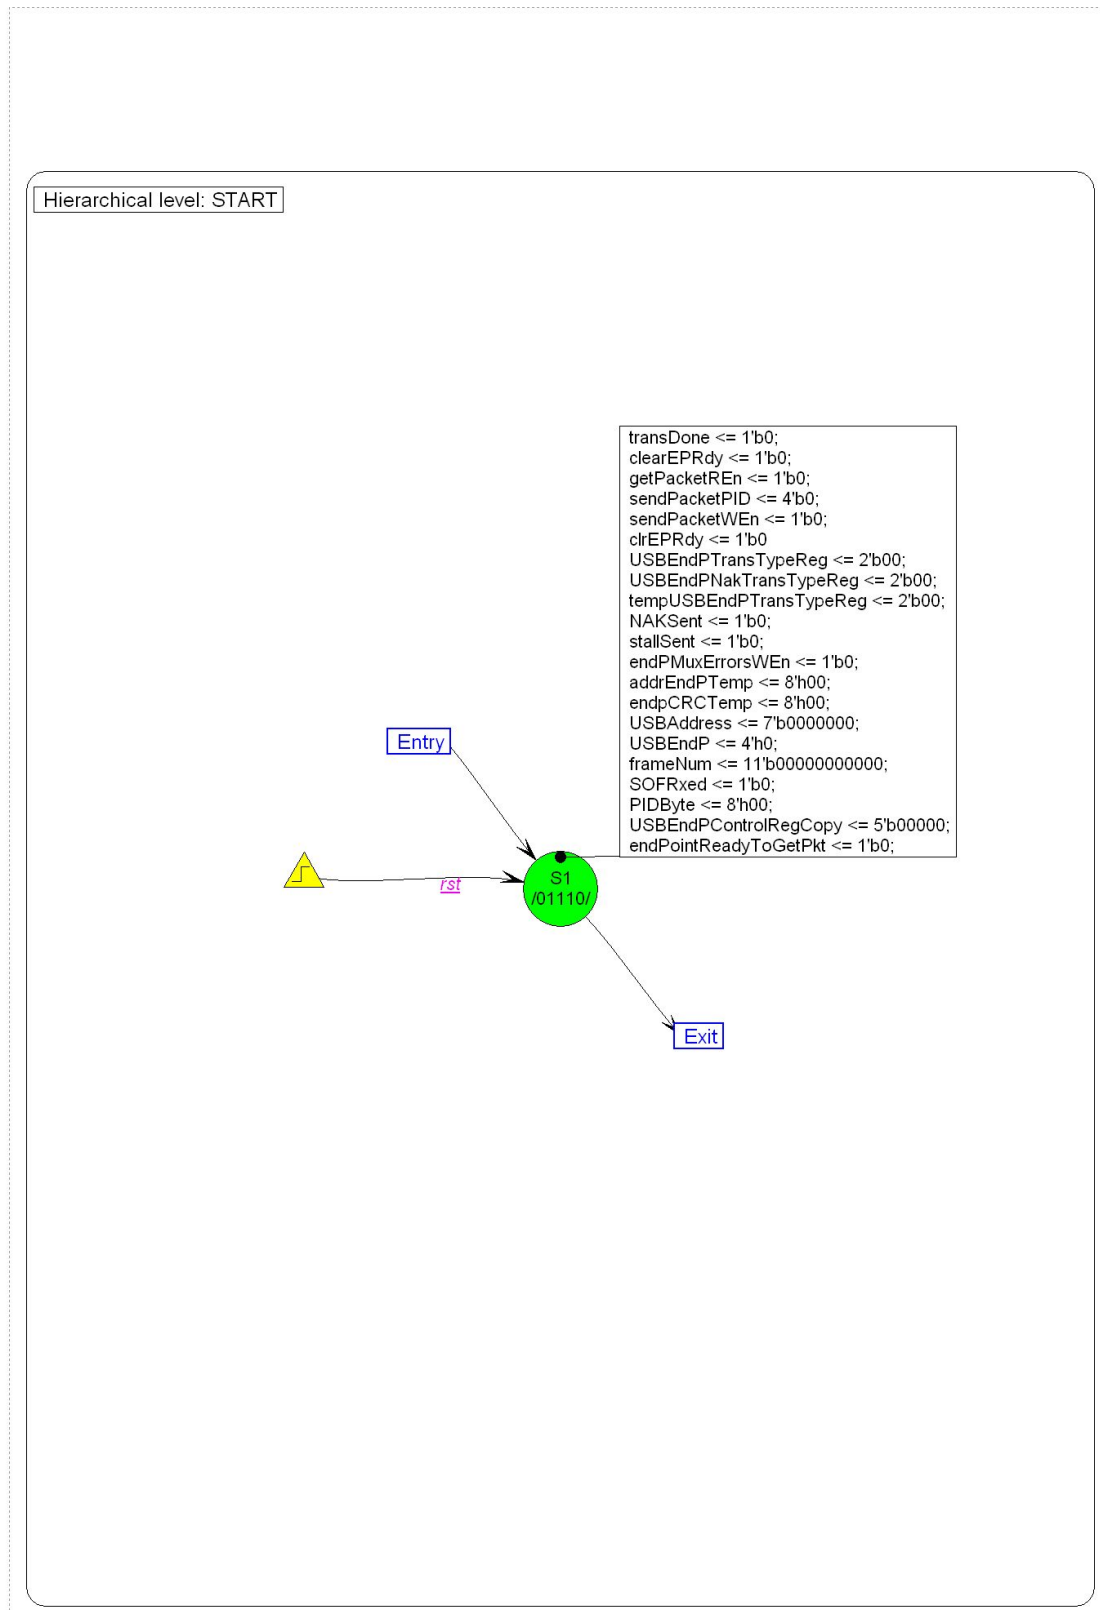 Hierarchical level: START
transDone <= 1'b0;
clearEPRdy <= 1'b0;
getPacketREn <= 1'b0;
sendPacketPID <= 4'b0;
sendPacketWEn <= 1'b0;
clrEPRdy <= 1'b0
USBEndPTransTypeReg <= 2'b00;
USBEndPNakTransTypeReg <= 2'b00;
tempUSBEndPTransTypeReg <= 2'b00;
NAKSent <= 1'b0;
stallSent <= 1'b0;
endPMuxErrorsWEn <= 1'b0;
addrEndPTemp <= 8'h00;
endpCRCTemp <= 8'h00;
USBAddress <= 7'b0000000;
USBEndP <= 4'h0;
frameNum <= 11'b00000000000;
SOFRxed <= 1'b0;
PIDByte <= 8'h00;
USBEndPControlRegCopy <= 5'b00000;
endPointReadyToGetPkt <= 1'b0;
Entry
rst
S1
/01110/
Exit